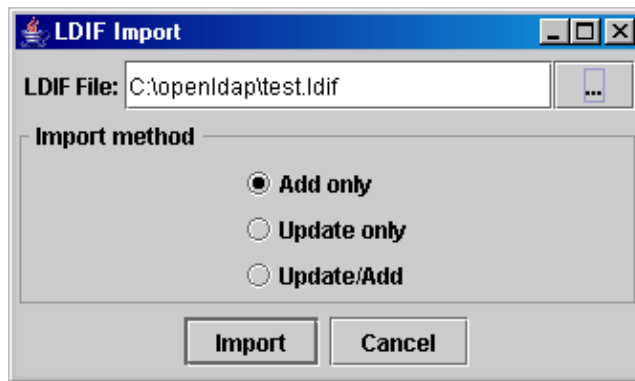 LDIF Import
LDIF File: C:\openldap\test.ldif ...
Import method
Add only
Update only
Update/Add
Import Cancel